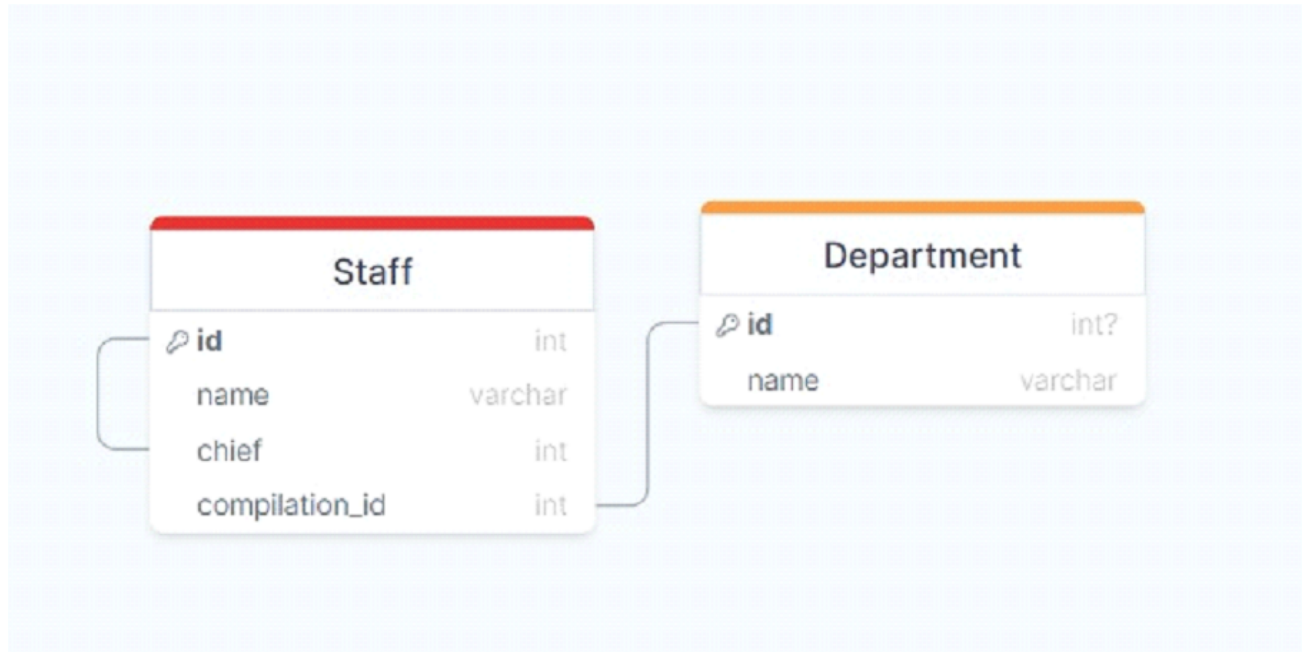 Staff
id int
name varchar
chief int
compilation_id int
Department
id int?
name varchar